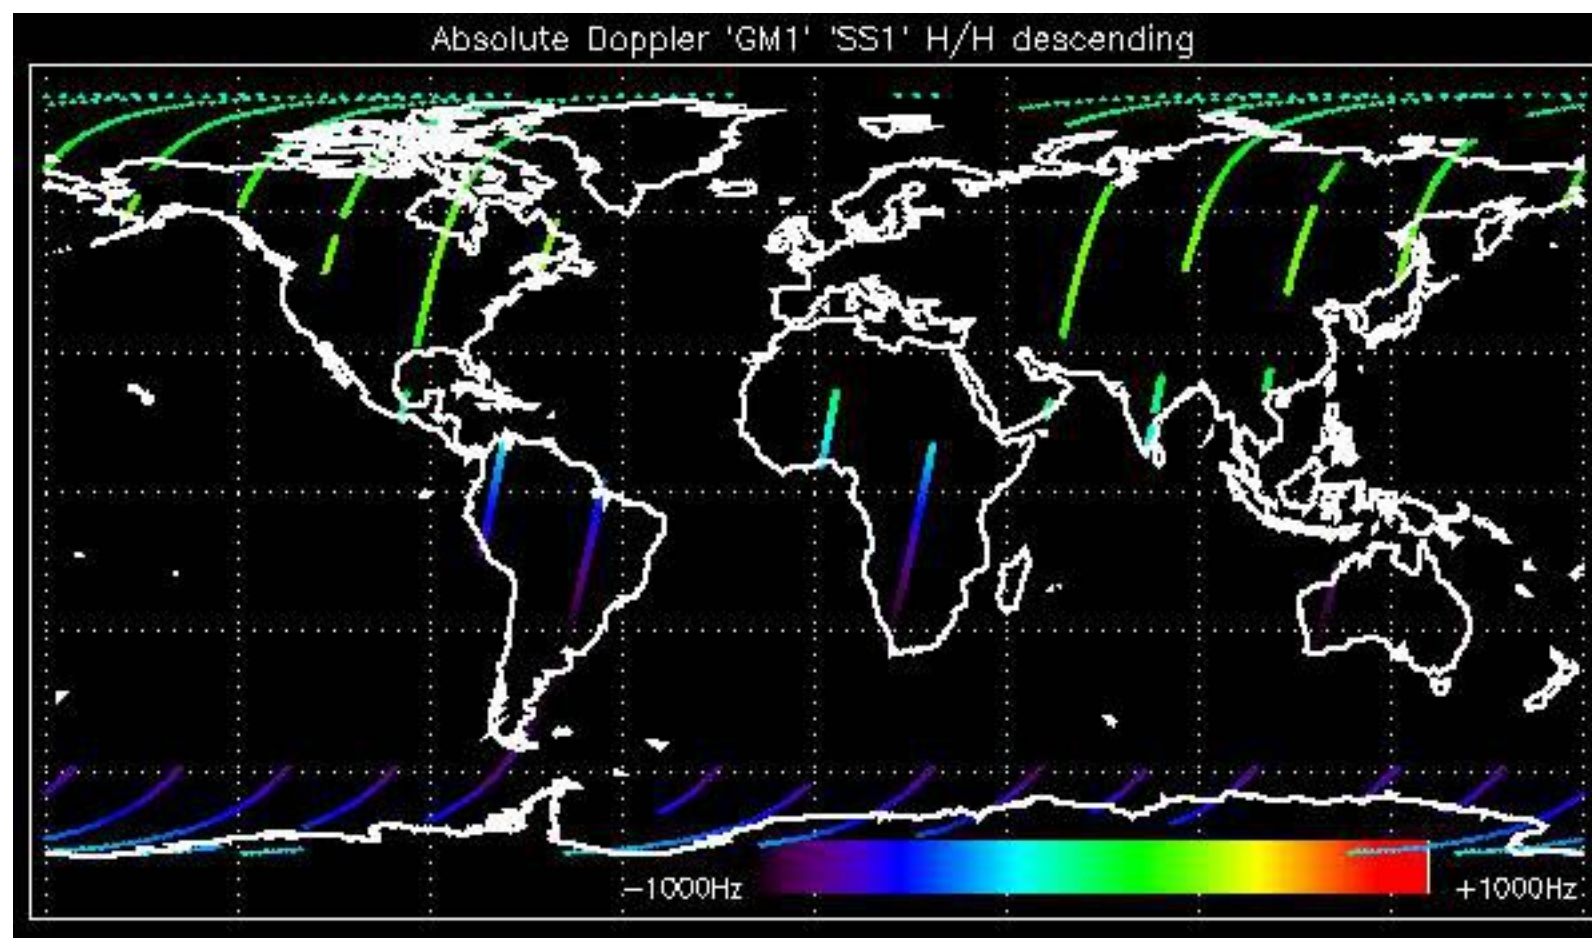 Absolute Doppler 'GM1' 'SS1' H/H descending
-1000Hz
+1000Hz